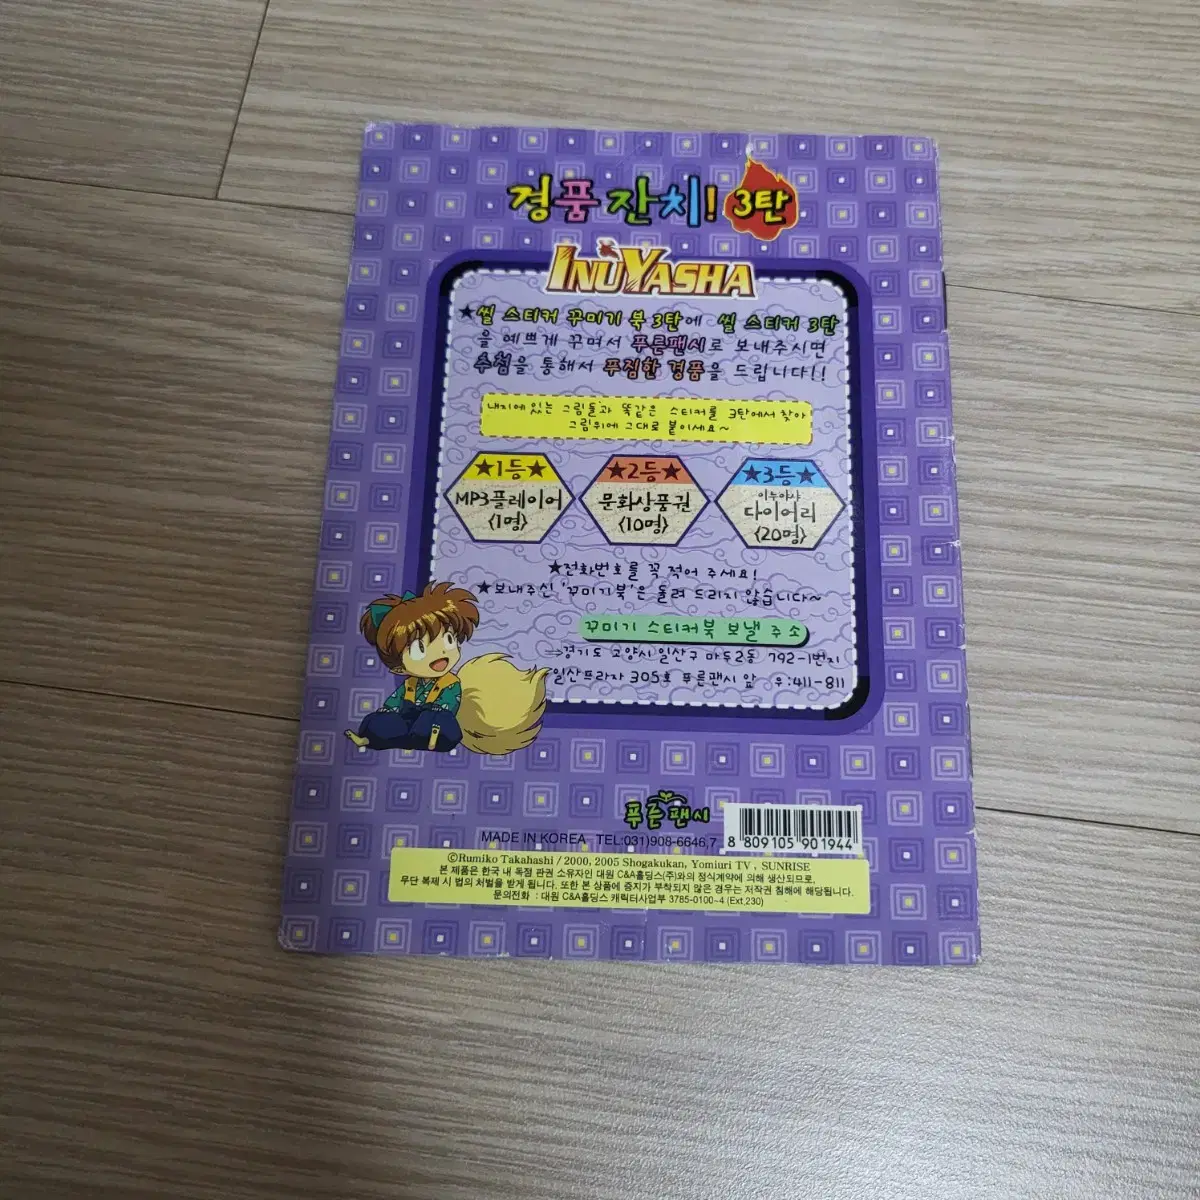 경품 잔치! 3탄
INUYASHA
★씰 스티커 꾸미기 북 3탄에 씰 스티커 3탄
을 예쁘게 꾸며서 푸른팬시로 보내주시면
추첨을 통해서 푸짐한 경품을 드립니다!!
내지에 있는 그림들과 똑같은 스티커를 3탄에서 찾아
그림위에 그대로 붙이세요~
★1등★ ★2등★ ★3등★
MP3플레이어 문화상품권 이누야샤
다이어리
<1명> <10명> <20명>
★전화번호를 꼭 적어 주세요!
★보내주신 '꾸미기북'은 돌려 드리지 않습니다~
꾸미기 스티커북 보낼 주소
⇒경기도 고양시 일산구 마두2동 792-1번지
일산프라자 305호 푸른팬시 앞 우:411-811
푸른팬시
MADE IN KOREA TEL:031)908-6646,7
8 809105 901944
©Rumiko Takahashi / 2000, 2005 Shogakukan, Yomiuri TV , SUNRISE
본 제품은 한국 내 독점 판권 소유자인 대원 C&A홀딩스(주)와의 정식계약에 의해 생산되므로,
무단 복제 시 법의 처벌을 받게 됩니다. 또한 본 상품에 증지가 부착되지 않은 경우는 저작권 침해에 해당됩니다.
문의전화 : 대원 C&A홀딩스 캐릭터사업부 3785-0100~4 (Ext,230)